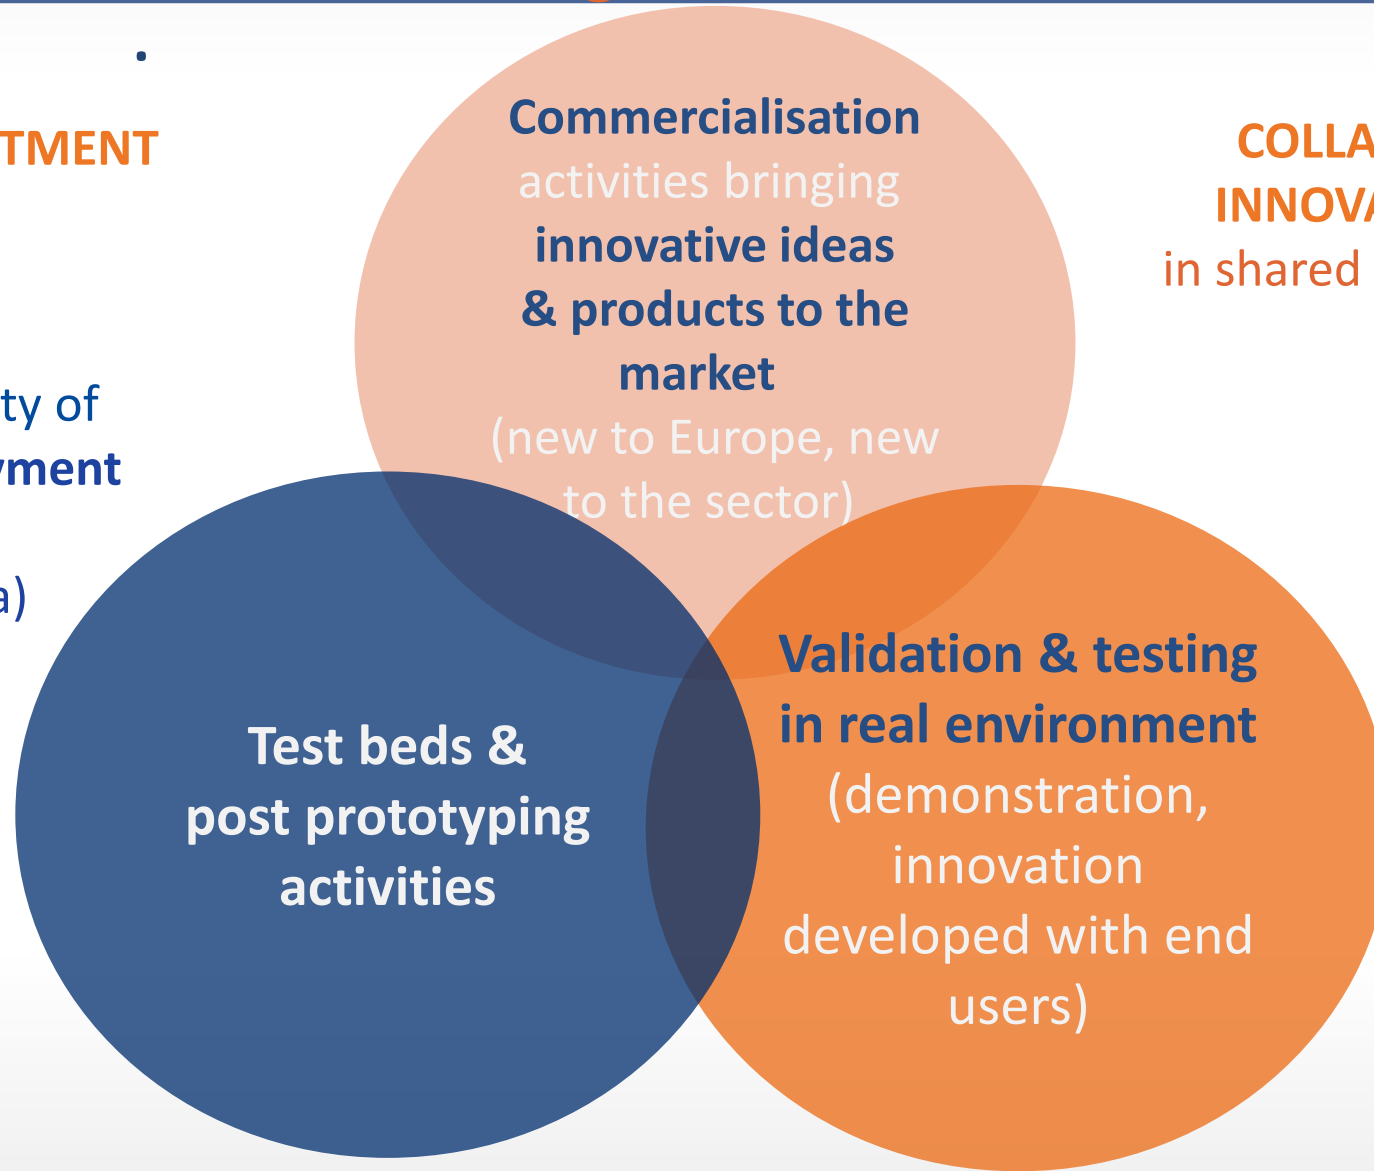 Commercialisation
activities bringing
innovative ideas
& products to the
market
(new to Europe, new
to the sector)
Test beds &
post prototyping
activities
Validation & testing
in real environment
(demonstration,
innovation
developed with end
users)
TMENT
ty of
yment
a)
COLLA
INNOVA
in shared